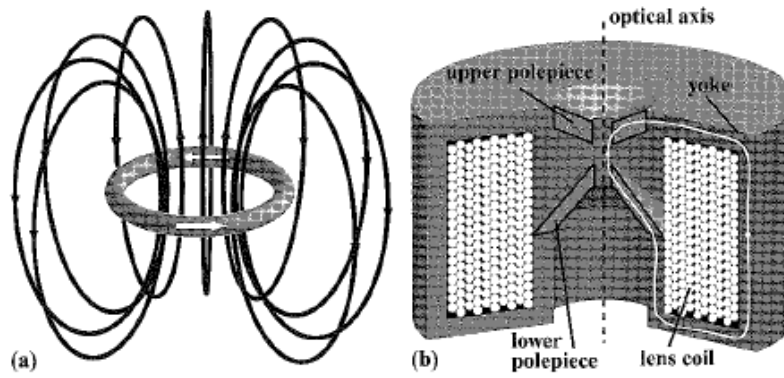 optical axis
upper polepiece
yoke
lower
polepiece
lens coil
(a)
(b)